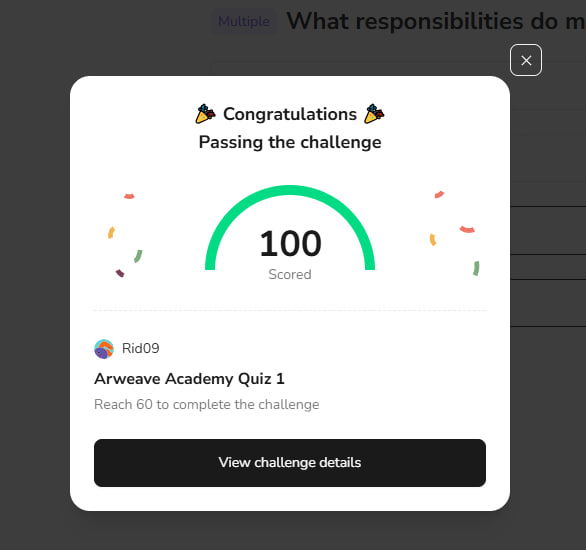 Multiple What responsibilities do m
Congratulations
Passing the challenge
100
Scored
Rid09
Arweave Academy Quiz 1
Reach 60 to complete the challenge
View challenge details